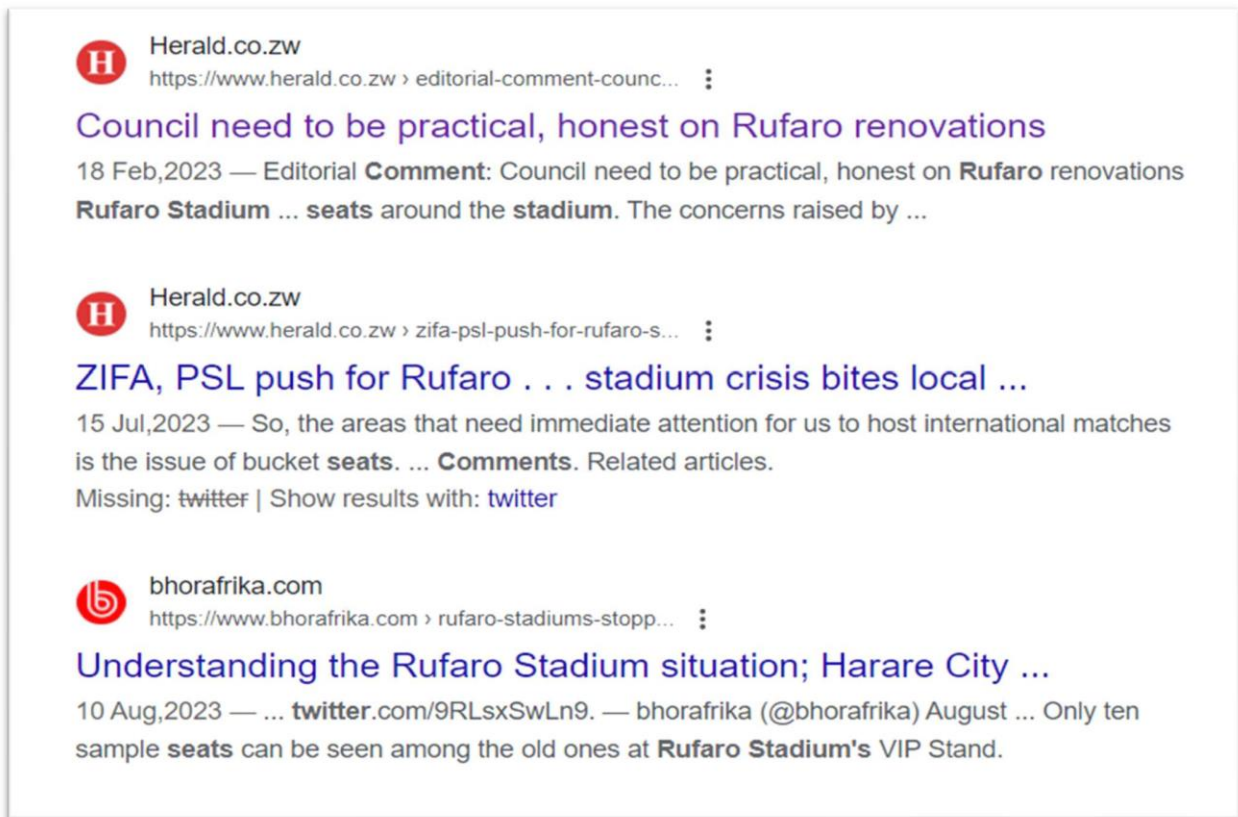 H
Herald.co.zw
https://www.herald.co.zw › editorial-comment-counc...
Council need to be practical, honest on Rufaro renovations
18 Feb,2023 — Editorial Comment: Council need to be practical, honest on Rufaro renovations
Rufaro Stadium ... seats around the stadium. The concerns raised by ...
H
Herald.co.zw
https://www.herald.co.zw › zifa-psl-push-for-rufaro-s...
ZIFA, PSL push for Rufaro . . . stadium crisis bites local ...
15 Jul,2023 — So, the areas that need immediate attention for us to host international matches
is the issue of bucket seats. ... Comments. Related articles.
Missing: twitter | Show results with: twitter
b
bhorafrika.com
https://www.bhorafrika.com › rufaro-stadiums-stopp...
Understanding the Rufaro Stadium situation; Harare City ...
10 Aug,2023 — ... twitter.com/9RLsxSwLn9. — bhorafrika (@bhorafrika) August ... Only ten
sample seats can be seen among the old ones at Rufaro Stadium's VIP Stand.